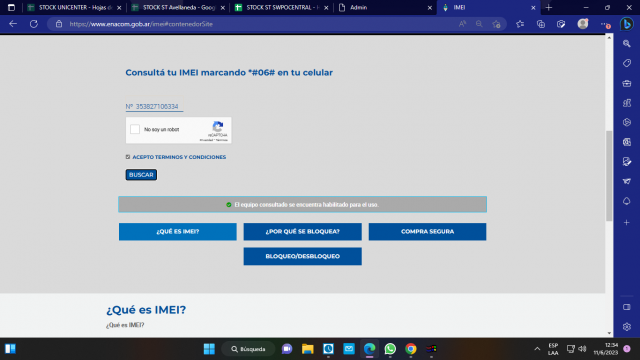 STOCK UNICENTER - Hojas de
STOCK ST Avellaneda - Goog
STOCK ST SWPOCENTRAL - H
Admin
IMEI
https://www.enacom.gob.ar/imei#contenedorSite
Consultá tu IMEI marcando *#06# en tu celular
N° 353827106334
No soy un robot
reCAPTCHA
Privacidad - Términos
ACEPTO TERMINOS Y CONDICIONES
BUSCAR
El equipo consultado se encuentra habilitado para el uso.
¿QUÉ ES IMEI?
¿POR QUÉ SE BLOQUEA?
COMPRA SEGURA
BLOQUEO/DESBLOQUEO
¿Qué es IMEI?
¿Qué es IMEI?
Búsqueda
ESP
LAA
12:34
11/6/2023